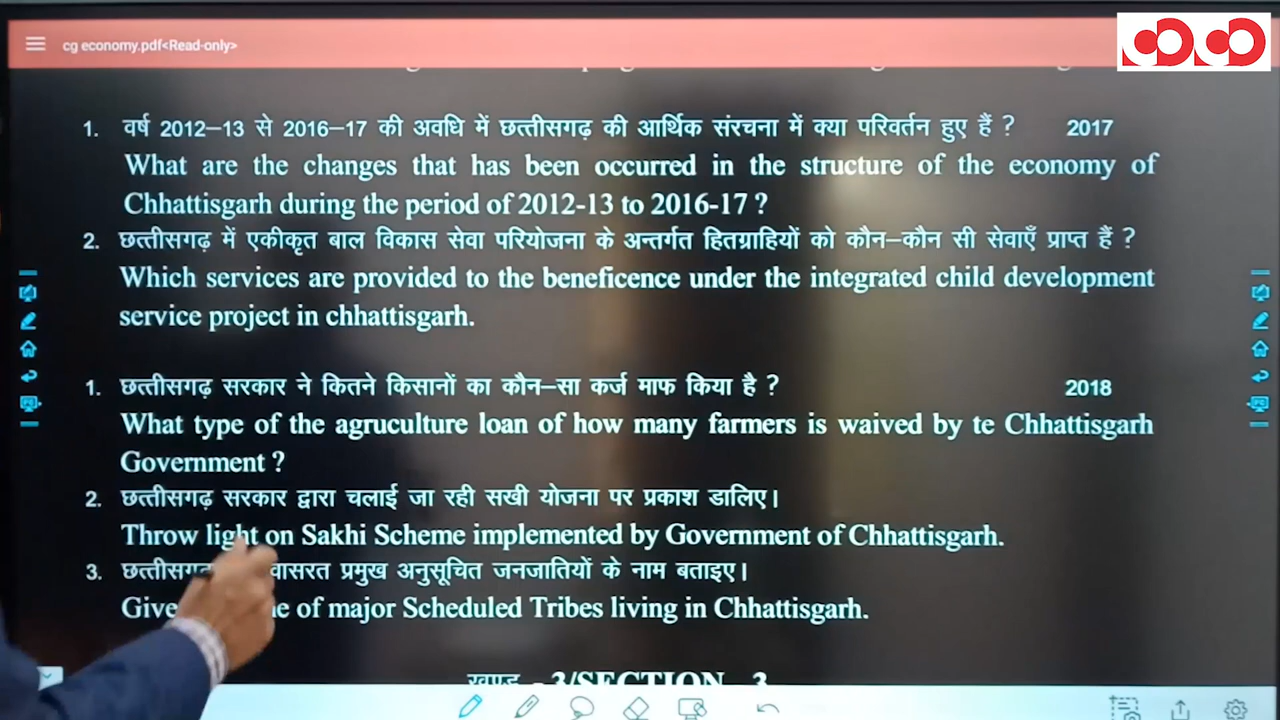 cg economy.pdf<Read-only>
1. वर्ष 2012–13 से 2016–17 की अवधि में छत्तीसगढ़ की आर्थिक संरचना में क्या परिवर्तन हुए हैं ? 2017
What are the changes that has been occurred in the structure of the economy of
Chhattisgarh during the period of 2012-13 to 2016-17 ?
2. छत्तीसगढ़ में एकीकृत बाल विकास सेवा परियोजना के अन्तर्गत हितग्राहियों को कौन–कौन सी सेवाएँ प्राप्त हैं ?
Which services are provided to the beneficence under the integrated child development
service project in chhattisgarh.
1. छत्तीसगढ़ सरकार ने कितने किसानों का कौन–सा कर्ज माफ किया है ? 2018
What type of the agruculture loan of how many farmers is waived by te Chhattisgarh
Government ?
2. छत्तीसगढ़ सरकार द्वारा चलाई जा रही सखी योजना पर प्रकाश डालिए।
Throw light on Sakhi Scheme implemented by Government of Chhattisgarh.
3. प्रमुख अनुसूचित जनजातियों के नाम बताइए।
Give of major Scheduled Tribes living in Chhattisgarh.
खण्ड - 3/SECTION - 3